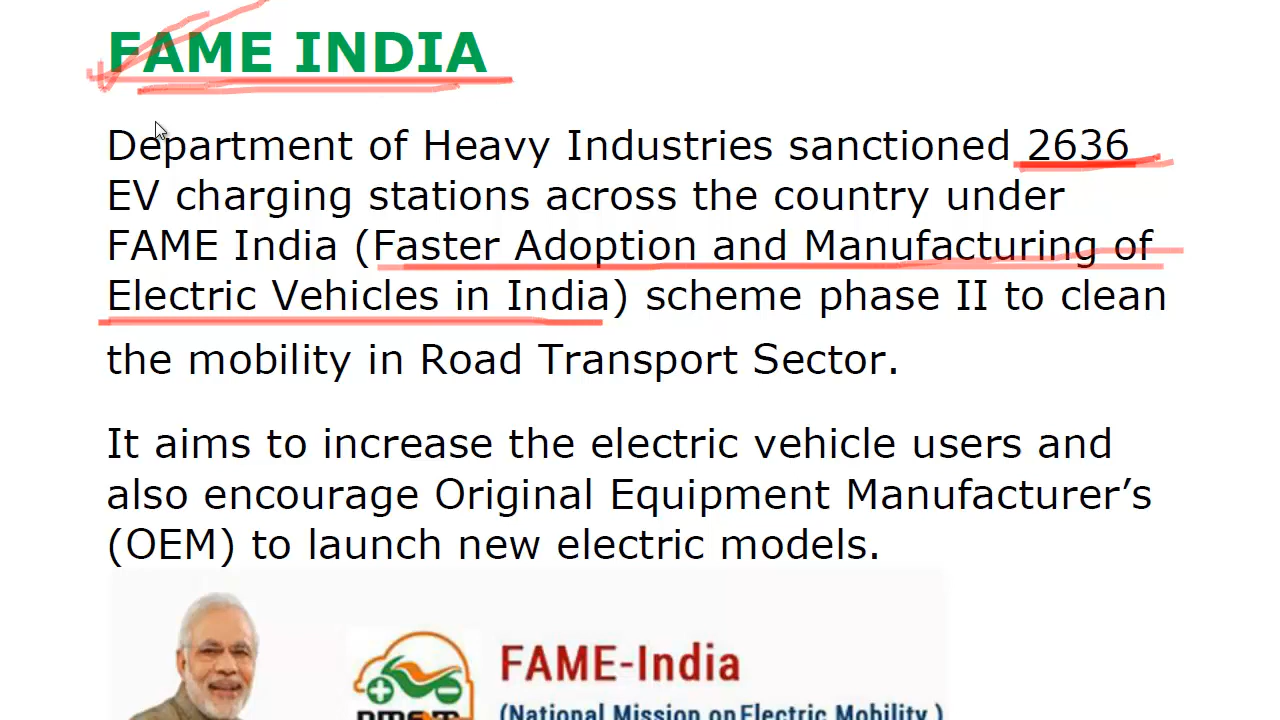 FAME INDIA
Department of Heavy Industries sanctioned 2636
EV charging stations across the country under
FAME India (Faster Adoption and Manufacturing of
Electric Vehicles in India) scheme phase II to clean
the mobility in Road Transport Sector.
It aims to increase the electric vehicle users and
also encourage Original Equipment Manufacturer’s
(OEM) to launch new electric models.
FAME-India
(National Mission on Electric Mobility)